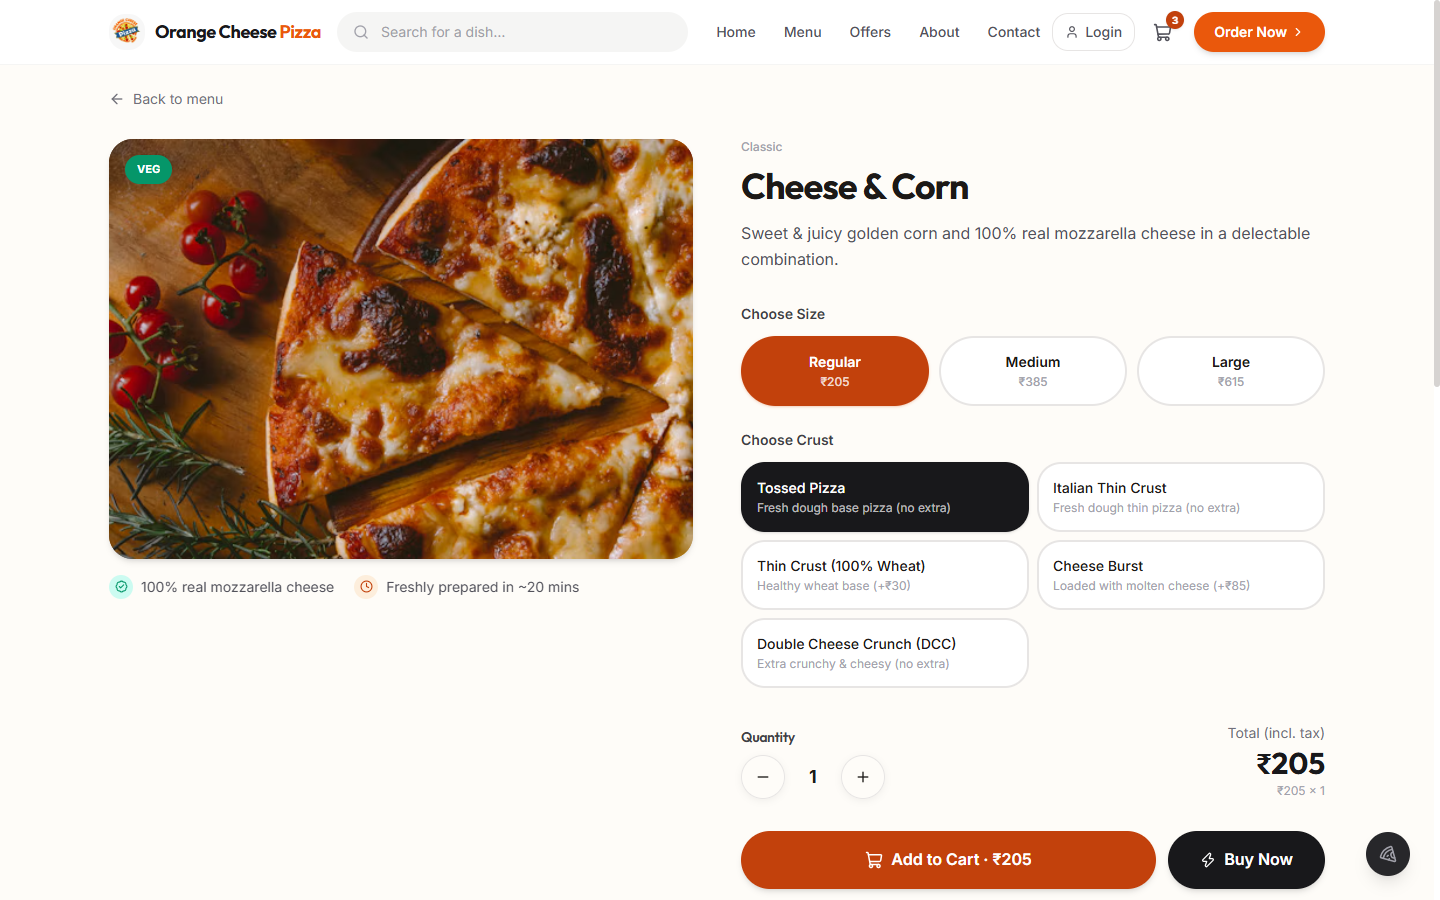 Orange Cheese Pizza
Search for a dish...
Home
Menu
Offers
About
Contact
Login
3
Order Now
Back to menu
VEG
100% real mozzarella cheese
Freshly prepared in ~20 mins
Classic
Cheese & Corn
Sweet & juicy golden corn and 100% real mozzarella cheese in a delectable
combination.
Choose Size
Regular
₹205
Medium
₹385
Large
₹615
Choose Crust
Tossed Pizza
Fresh dough base pizza (no extra)
Italian Thin Crust
Fresh dough thin pizza (no extra)
Thin Crust (100% Wheat)
Healthy wheat base (+₹30)
Cheese Burst
Loaded with molten cheese (+₹85)
Double Cheese Crunch (DCC)
Extra crunchy & cheesy (no extra)
Quantity
1
Total (incl. tax)
₹205
₹205 × 1
Add to Cart · ₹205
Buy Now